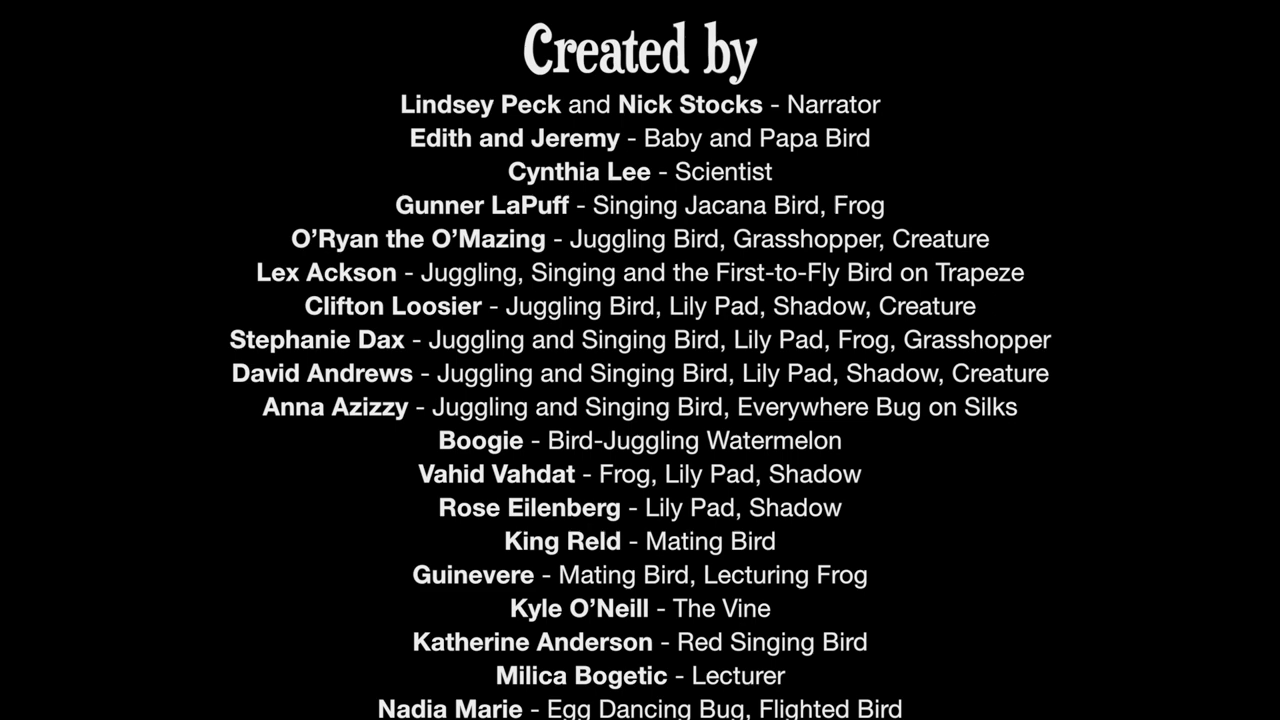 Created by
Lindsey Peck and Nick Stocks - Narrator
Edith and Jeremy - Baby and Papa Bird
Cynthia Lee - Scientist
Gunner LaPuff - Singing Jacana Bird, Frog
O’Ryan the O’Mazing - Juggling Bird, Grasshopper, Creature
Lex Ackson - Juggling, Singing and the First-to-Fly Bird on Trapeze
Clifton Loosier - Juggling Bird, Lily Pad, Shadow, Creature
Stephanie Dax - Juggling and Singing Bird, Lily Pad, Frog, Grasshopper
David Andrews - Juggling and Singing Bird, Lily Pad, Shadow, Creature
Anna Azizzy - Juggling and Singing Bird, Everywhere Bug on Silks
Boogie - Bird-Juggling Watermelon
Vahid Vahdat - Frog, Lily Pad, Shadow
Rose Eilenberg - Lily Pad, Shadow
King Reld - Mating Bird
Guinevere - Mating Bird, Lecturing Frog
Kyle O’Neill - The Vine
Katherine Anderson - Red Singing Bird
Milica Bogetic - Lecturer
Nadia Marie - Egg Dancing Bug, Flighted Bird